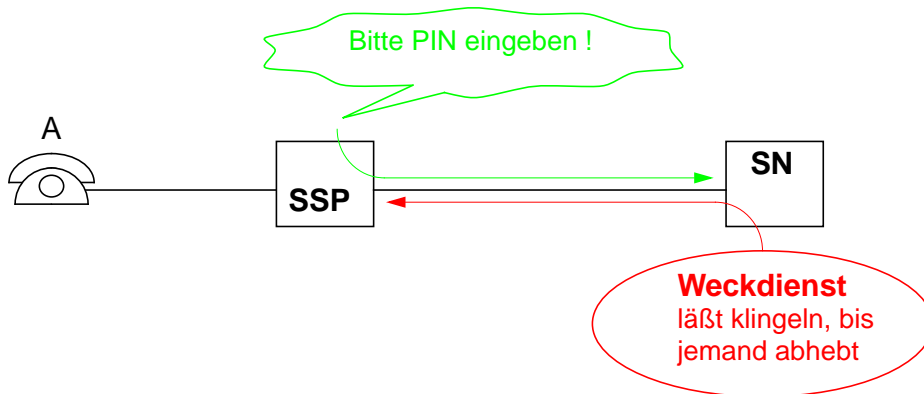 Bitte PIN eingeben !
A
SSP
SN
Weckdienst
läßt klingeln, bis
jemand abhebt